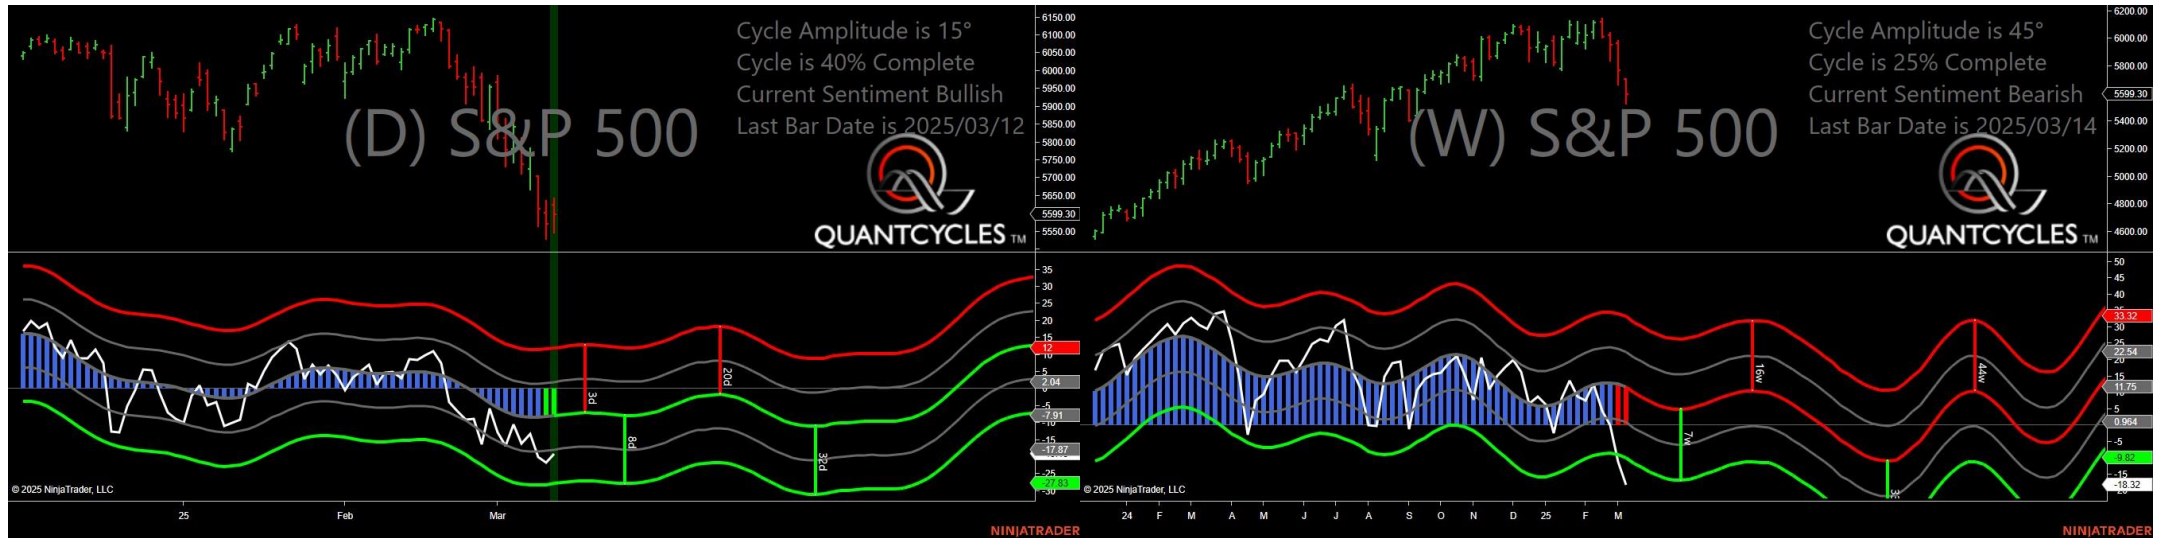 Cycle Amplitude is 15°
Cycle is 40% Complete
Current Sentiment Bullish
Last Bar Date is 2025/03/12
(D) S&P 500
QUANTCYCLES TM
6150.00
6100.00
6050.00
6000.00
5950.00
5900.00
5850.00
5800.00
5750.00
5700.00
5650.00
5599.30
5550.00
35
30
25
20
15
12
10
5
2.04
-5
-7.91
-10
-15
-17.87
-25
-27.83
-30
3d
8d
20d
32d
© 2025 NinjaTrader, LLC
25
Feb
Mar
NINJATRADER
Cycle Amplitude is 45°
Cycle is 25% Complete
Current Sentiment Bearish
Last Bar Date is 2025/03/14
(W) S&P 500
QUANTCYCLES TM
6200.00
6000.00
5800.00
5599.30
5400.00
5200.00
5000.00
4800.00
4600.00
50
45
40
33.32
30
22.54
15
11.75
5
0.964
-5
-9.82
-15
-18.32
7w
16w
44w
© 2025 NinjaTrader, LLC
24 F M A M J J A S O N D 25 F M
NINJATRADER